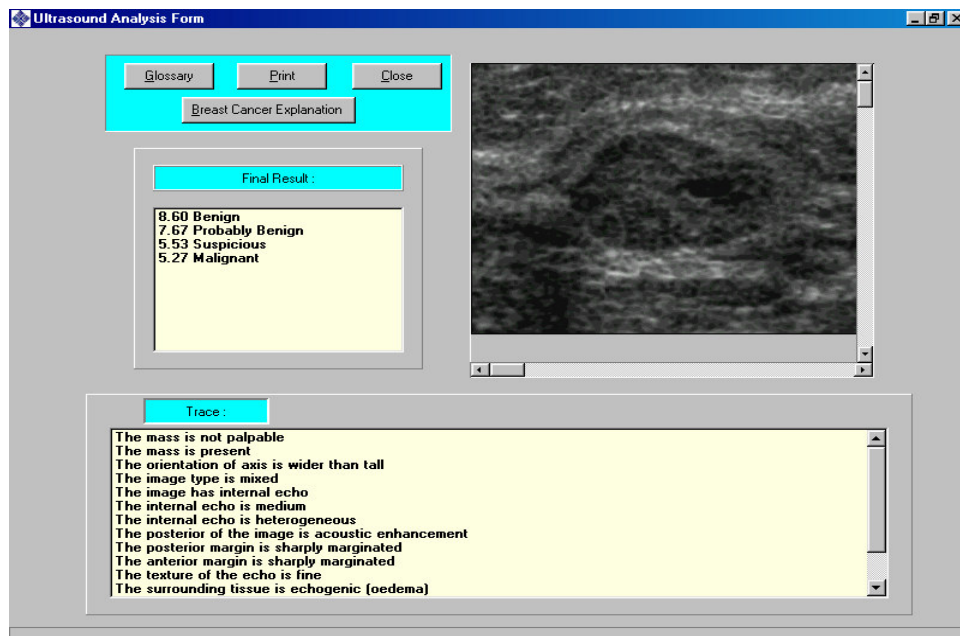 Ultrasound Analysis Form
Glossary Print Close
Breast Cancer Explanation
Final Result :
8.60 Benign
7.67 Probably Benign
5.53 Suspicious
5.27 Malignant
Trace :
The mass is not palpable
The mass is present
The orientation of axis is wider than tall
The image type is mixed
The image has internal echo
The internal echo is medium
The internal echo is heterogeneous
The posterior of the image is acoustic enhancement
The posterior margin is sharply marginated
The anterior margin is sharply marginated
The texture of the echo is fine
The surrounding tissue is echogenic (oedema)